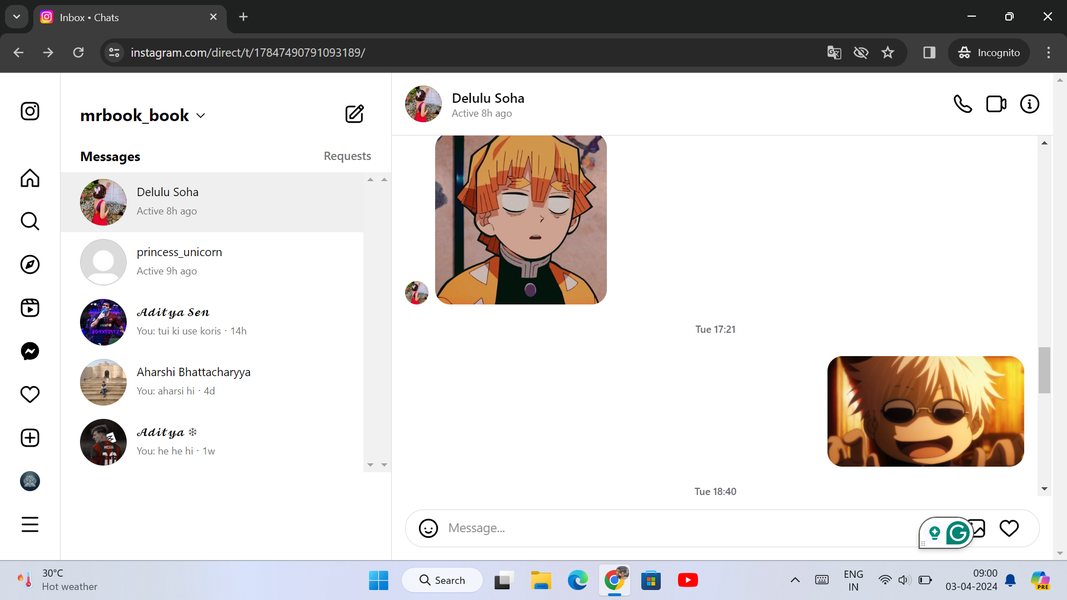 Inbox • Chats
instagram.com/direct/t/17847490791093189/
Incognito
mrbook_book
Messages
Requests
Delulu Soha
Active 8h ago
princess_unicorn
Active 9h ago
𝓐𝓭𝓲𝓽𝔂𝓪 𝓢𝓮𝓷
You: tui ki use koris · 14h
Aharshi Bhattacharyya
You: aharsi hi · 4d
𝓐𝓭𝓲𝓽𝔂𝓪 ❄
You: he he hi · 1w
Delulu Soha
Active 8h ago
Tue 17:21
Tue 18:40
Message...
30°C
Hot weather
Search
ENG
IN
09:00
03-04-2024
PRE